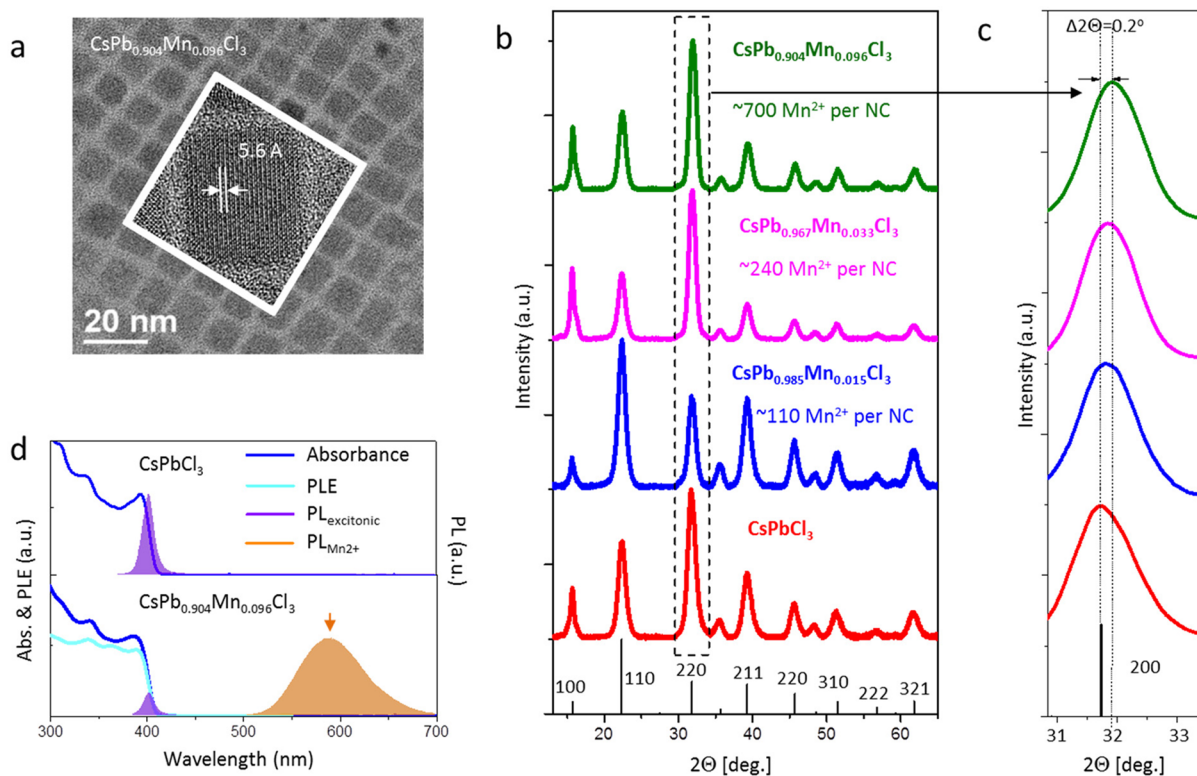 a
CsPb0.904Mn0.096Cl3
5.6 A
20 nm
b
CsPb0.904Mn0.096Cl3
~700 Mn2+ per NC
CsPb0.967Mn0.033Cl3
~240 Mn2+ per NC
CsPb0.985Mn0.015Cl3
~110 Mn2+ per NC
CsPbCl3
Intensity (a.u.)
100
110
220
211
220
310
222
321
20 30 40 50 60
2Θ [deg.]
c
Δ2Θ=0.2°
Intensity (a.u.)
200
31 32 33
2Θ [deg.]
d
CsPbCl3
Absorbance
PLE
PLexcitonic
PLMn2+
CsPb0.904Mn0.096Cl3
Abs. & PLE (a.u.)
PL (a.u.)
300 400 500 600 700
Wavelength (nm)